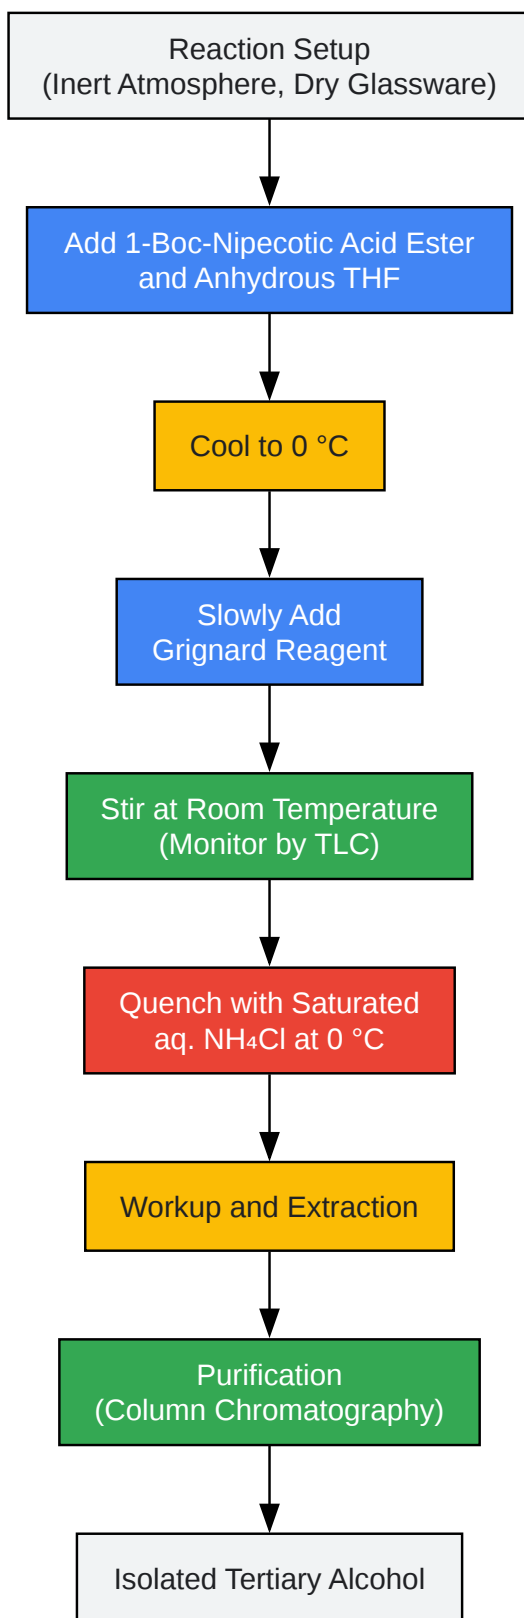 Reaction Setup
(Inert Atmosphere, Dry Glassware)
Add 1-Boc-Nipecotic Acid Ester
and Anhydrous THF
Cool to 0 °C
Slowly Add
Grignard Reagent
Stir at Room Temperature
(Monitor by TLC)
Quench with Saturated
aq. NH₄Cl at 0 °C
Workup and Extraction
Purification
(Column Chromatography)
Isolated Tertiary Alcohol